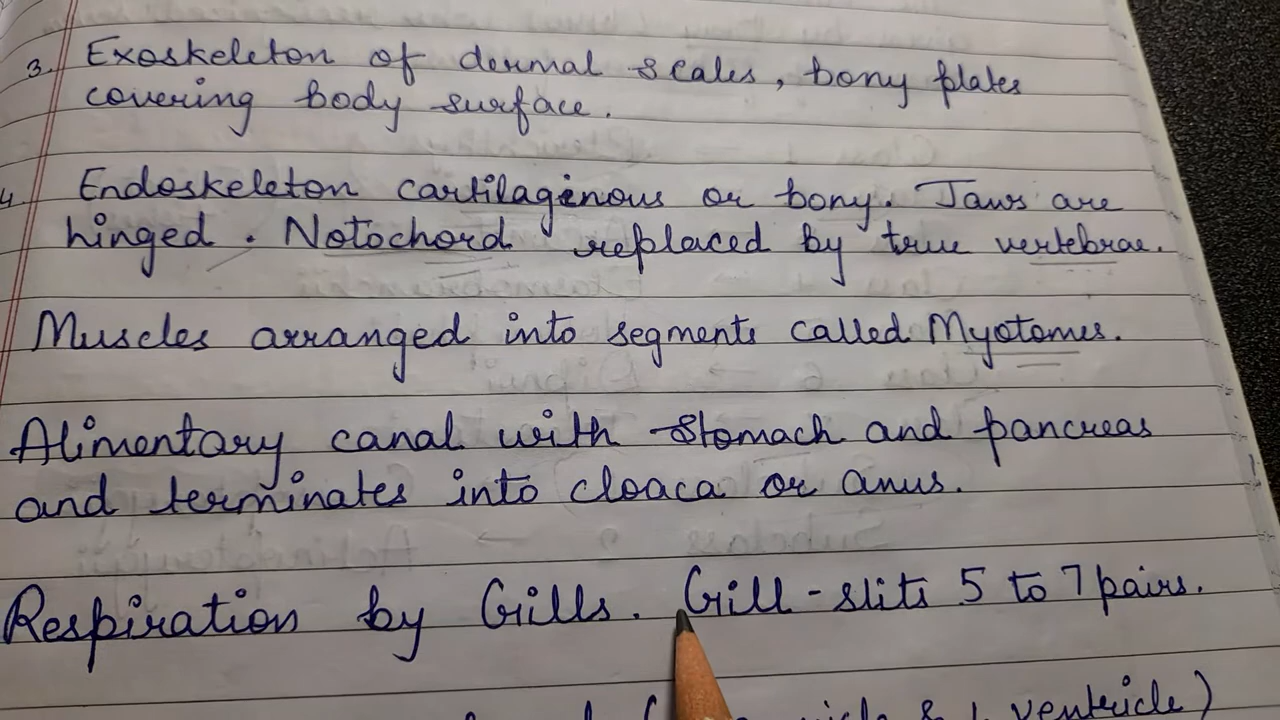 3. Exoskeleton of dermal scales, bony plates
covering body surface.
4. Endoskeleton cartilagenous or bony. Jaws are
hinged. Notochord replaced by true vertebrae.
Muscles arranged into segments called Myotomes.
Alimentary canal with stomach and pancreas
and terminates into cloaca or anus.
Respiration by Gills. Gill-slits 5 to 7 pairs.
& 1 ventricle)